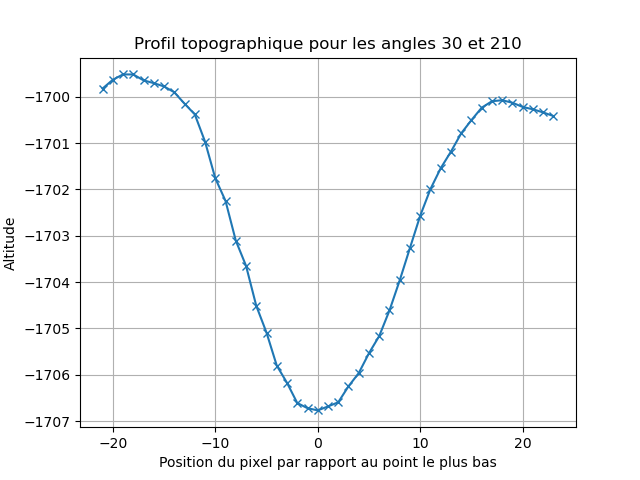 Profil topographique pour les angles 30 et 210
Altitude
−1700
−1701
−1702
−1703
−1704
−1705
−1706
−1707
−20 −10 0 10 20
Position du pixel par rapport au point le plus bas